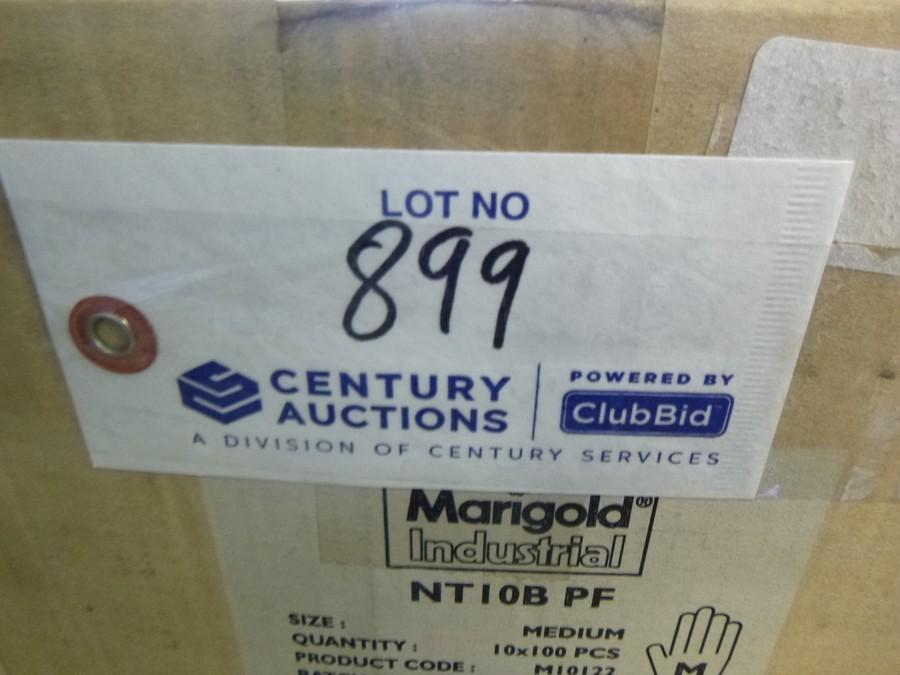 LOT NO
899
CENTURY AUCTIONS
POWERED BY
ClubBid
A DIVISION OF CENTURY SERVICES
Marigold®
Industrial
NT10B PF
SIZE : MEDIUM
QUANTITY : 10x100 PCS
PRODUCT CODE : M10122
M